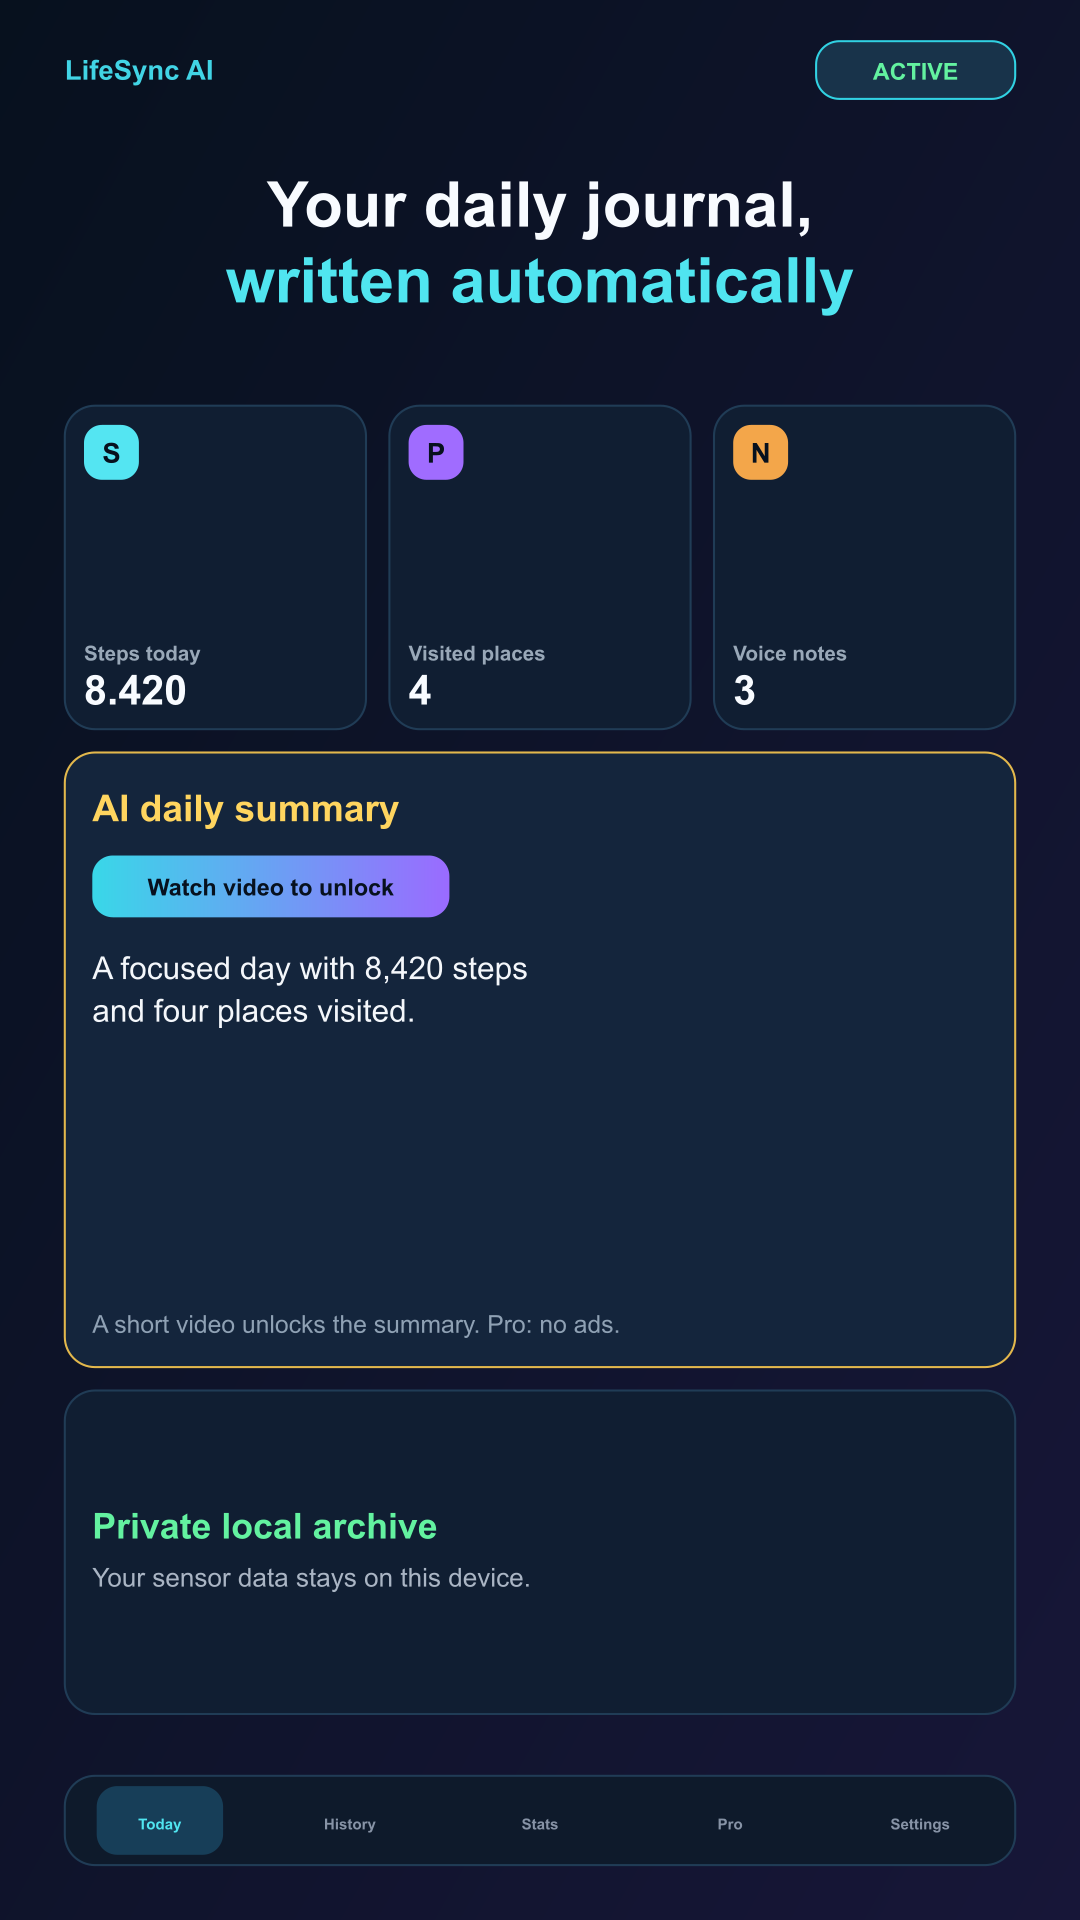 LifeSync AI
ACTIVE
Your daily journal,
written automatically
S
P
N
Steps today
8.420
Visited places
4
Voice notes
3
AI daily summary
Watch video to unlock
A focused day with 8,420 steps
and four places visited.
A short video unlocks the summary. Pro: no ads.
Private local archive
Your sensor data stays on this device.
Today
History
Stats
Pro
Settings